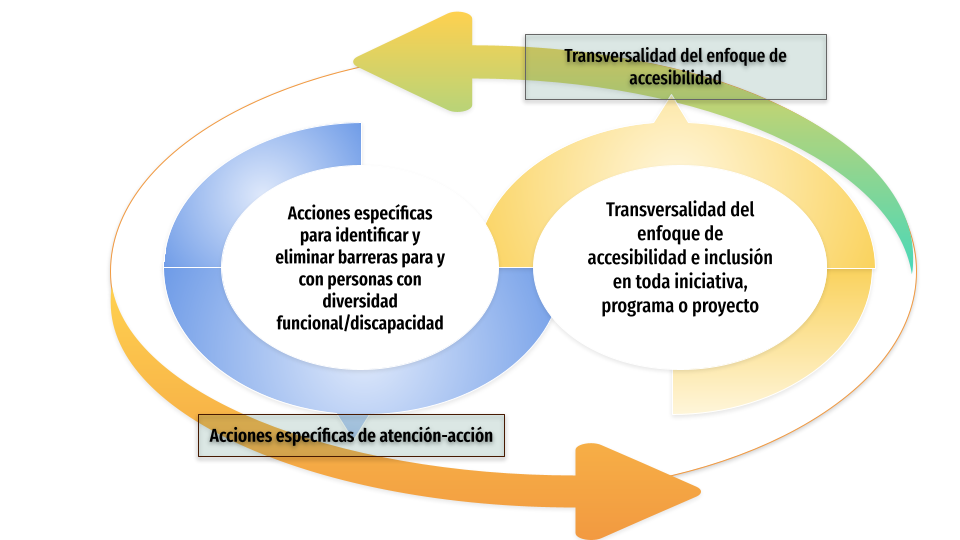 Transversalidad del enfoque de
accesibilidad
Acciones específicas
para identificar y
eliminar barreras para y
con personas con
diversidad
funcional/discapacidad
Transversalidad del
enfoque de
accesibilidad e inclusión
en toda iniciativa,
programa o proyecto
Acciones específicas de atención-acción